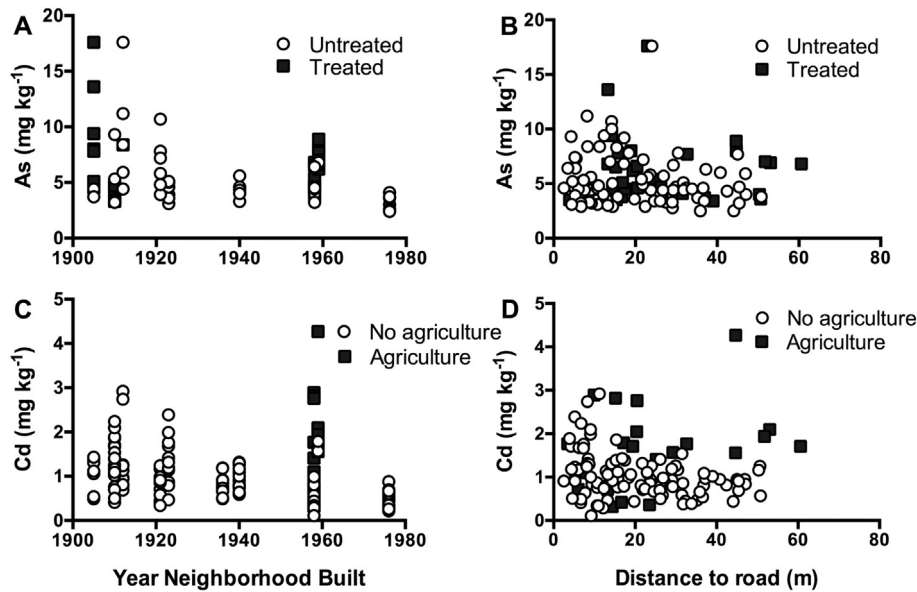 A
As (mg kg⁻¹)
20
15
10
5
0
1900
1920
1940
1960
1980
Untreated
Treated
B
As (mg kg⁻¹)
20
15
10
5
0
0
20
40
60
80
Untreated
Treated
C
Cd (mg kg⁻¹)
5
4
3
2
1
0
1900
1920
1940
1960
1980
No agriculture
Agriculture
Year Neighborhood Built
D
Cd (mg kg⁻¹)
5
4
3
2
1
0
0
20
40
60
80
No agriculture
Agriculture
Distance to road (m)